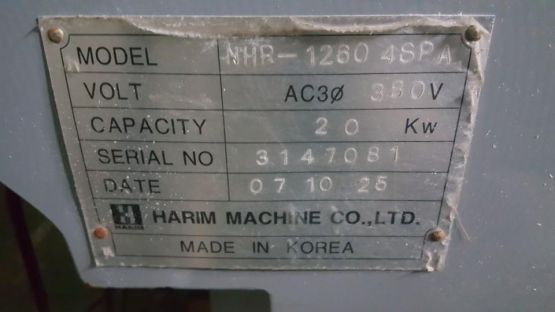 MODEL NHR-1260 4SPA
VOLT AC3ø 380V
CAPACITY 20 Kw
SERIAL NO 3147081
DATE 07 10 25
HARIM HARIM MACHINE CO.,LTD.
MADE IN KOREA